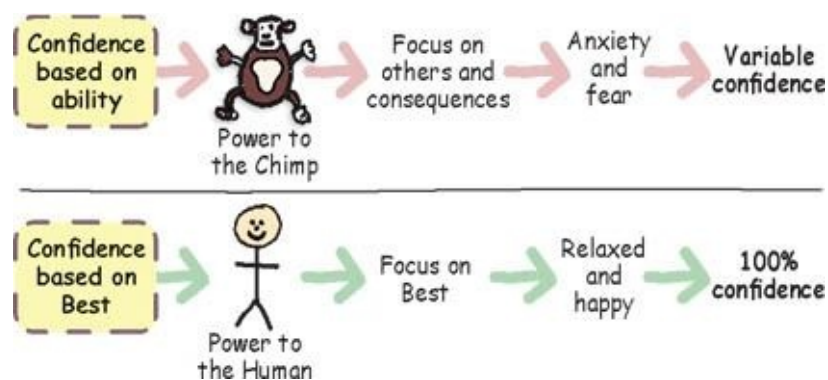 Confidence
based on
ability
Power to
the Chimp
Focus on
others and
consequences
Anxiety
and
fear
Variable
confidence
Confidence
based on
Best
Power to
the Human
Focus on
Best
Relaxed
and
happy
100%
confidence